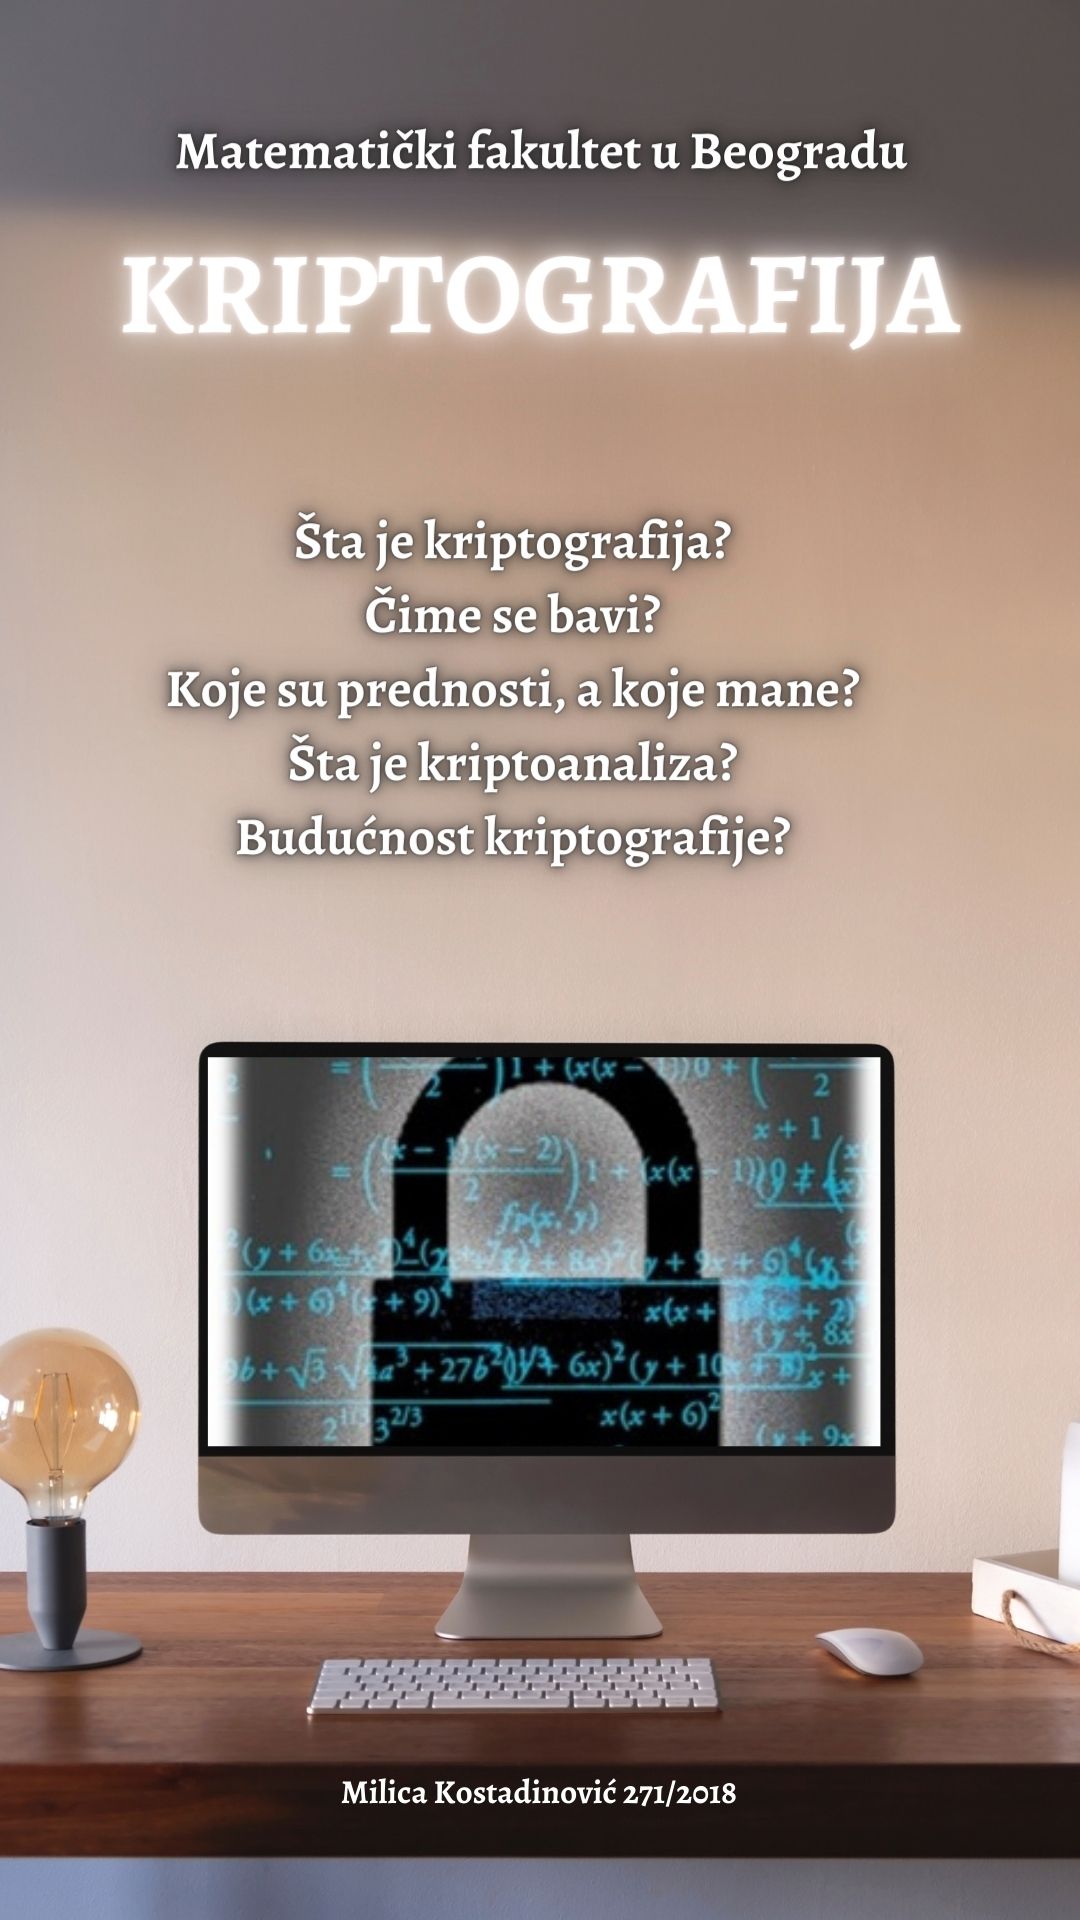 Matematički fakultet u Beogradu
KRIPTOGRAFIJA
Šta je kriptografija?
Čime se bavi?
Koje su prednosti, a koje mane?
Šta je kriptoanaliza?
Budućnost kriptografije?
Milica Kostadinović 271/2018